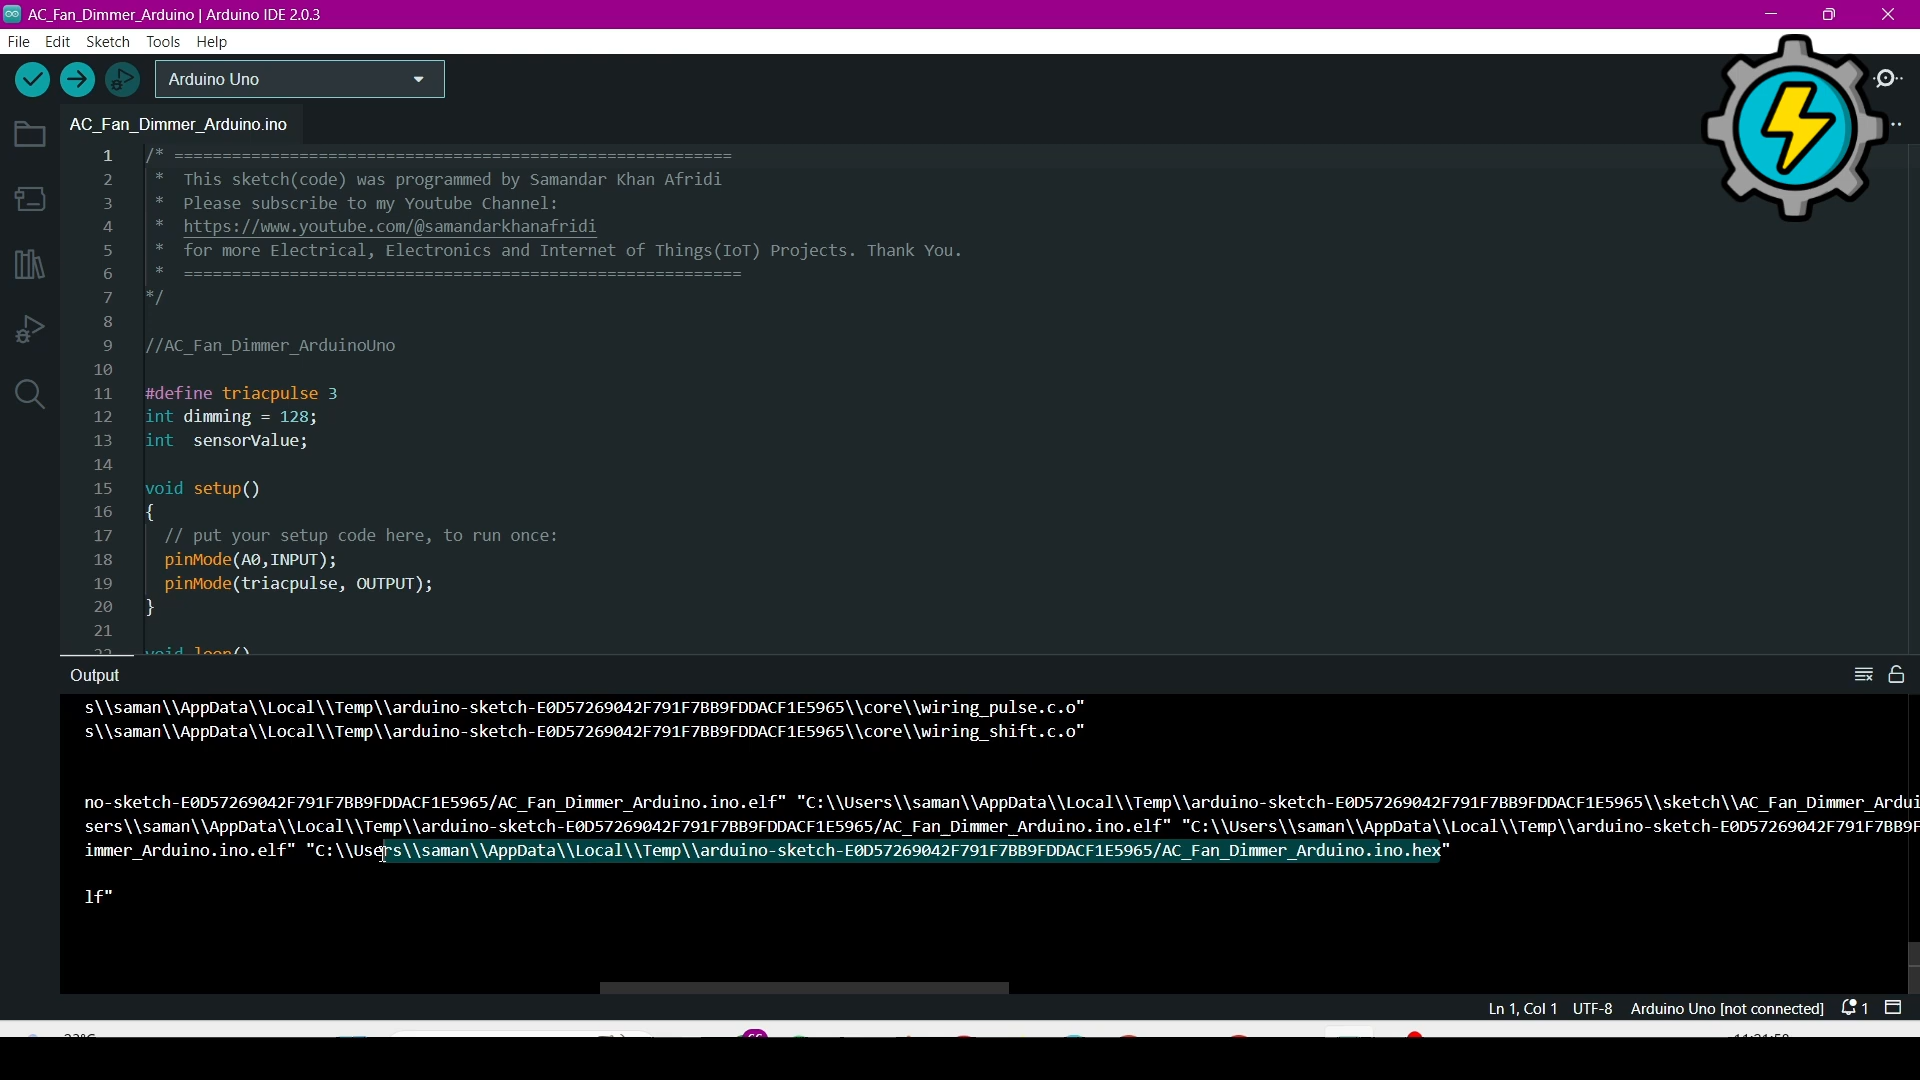 AC_Fan_Dimmer_Arduino | Arduino IDE 2.0.3
File Edit Sketch Tools Help
Arduino Uno
AC_Fan_Dimmer_Arduino.ino
1 /* ==========================================================
2 * This sketch(code) was programmed by Samandar Khan Afridi
3 * Please subscribe to my Youtube Channel:
4 * https://www.youtube.com/@samandarkhanafridi
5 * for more Electrical, Electronics and Internet of Things(IoT) Projects. Thank You.
6 * ==========================================================
7 */
8
9 //AC_Fan_Dimmer_ArduinoUno
10
11 #define triacpulse 3
12 int dimming = 128;
13 int  sensorValue;
14
15 void setup()
16 {
17 // put your setup code here, to run once:
18 pinMode(A0,INPUT);
19 pinMode(triacpulse, OUTPUT);
20 }
21
22 void loop()
Output
s\\saman\\AppData\\Local\\Temp\\arduino-sketch-E0D57269042F791F7BB9FDDACF1E5965\\core\\wiring_pulse.c.o"
s\\saman\\AppData\\Local\\Temp\\arduino-sketch-E0D57269042F791F7BB9FDDACF1E5965\\core\\wiring_shift.c.o"
no-sketch-E0D57269042F791F7BB9FDDACF1E5965/AC_Fan_Dimmer_Arduino.ino.elf" "C:\\Users\\saman\\AppData\\Local\\Temp\\arduino-sketch-E0D57269042F791F7BB9FDDACF1E5965\\sketch\\AC_Fan_Dimmer_Ardui
sers\\saman\\AppData\\Local\\Temp\\arduino-sketch-E0D57269042F791F7BB9FDDACF1E5965/AC_Fan_Dimmer_Arduino.ino.elf" "C:\\Users\\saman\\AppData\\Local\\Temp\\arduino-sketch-E0D57269042F791F7BB9F
immer_Arduino.ino.elf" "C:\\Users\\saman\\AppData\\Local\\Temp\\arduino-sketch-E0D57269042F791F7BB9FDDACF1E5965/AC_Fan_Dimmer_Arduino.ino.hex"
lf"
Ln 1, Col 1 UTF-8 Arduino Uno [not connected] 1